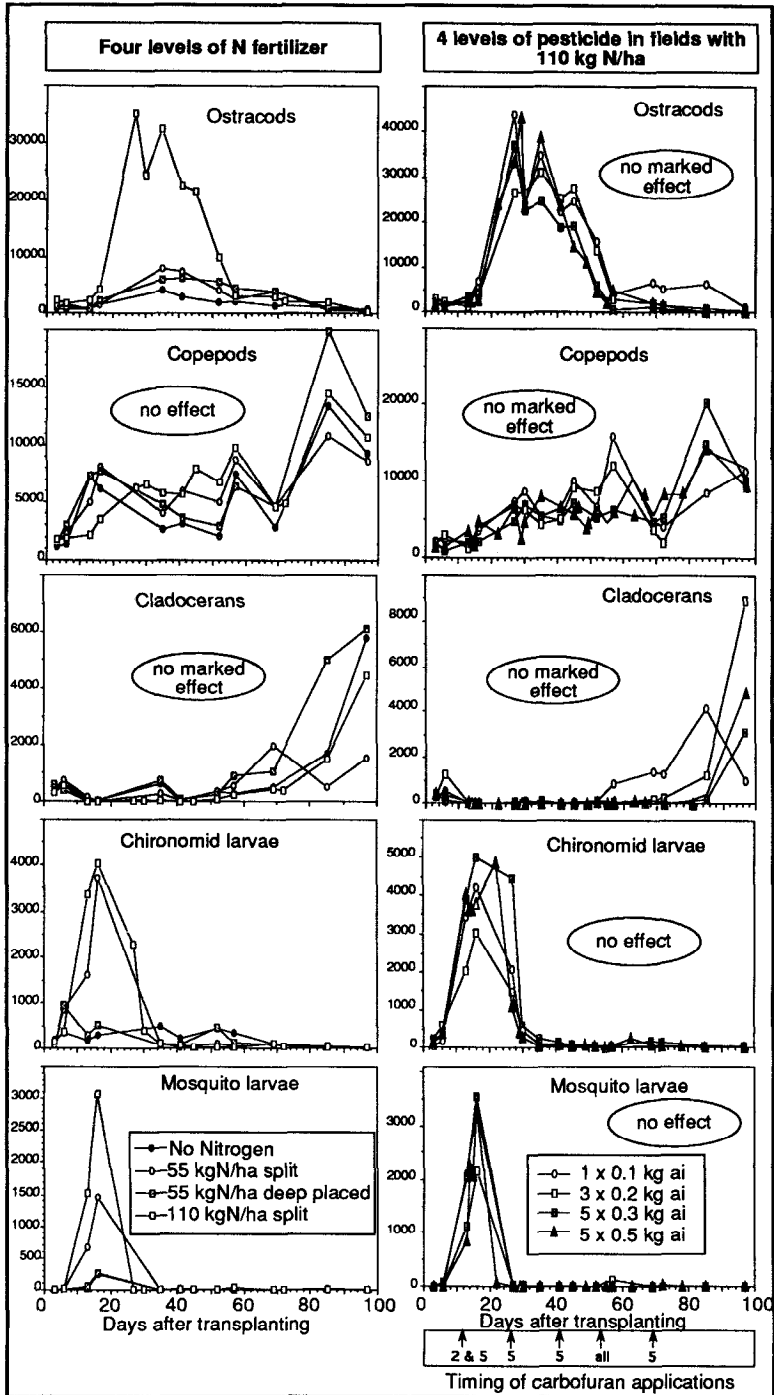 Four levels of N fertilizer
4 levels of pesticide in fields with
110 kg N/ha
Ostracods
30000
20000
10000
0
Ostracods
no marked
effect
40000
30000
20000
10000
0
Copepods
no effect
15000
10000
5000
0
Copepods
no marked
effect
20000
10000
0
Cladocerans
no marked
effect
6000
4000
2000
0
Cladocerans
no marked
effect
8000
6000
4000
2000
0
Chironomid larvae
4000
3000
2000
1000
0
Chironomid larvae
no effect
5000
4000
3000
2000
1000
0
Mosquito larvae
3000
2500
2000
1500
1000
500
0
No Nitrogen
55 kgN/ha split
55 kgN/ha deep placed
110 kgN/ha split
0 20 40 60 80 100
Days after transplanting
Mosquito larvae
no effect
3000
2000
1000
0
1 x 0.1 kg ai
3 x 0.2 kg ai
5 x 0.3 kg ai
5 x 0.5 kg ai
0 20 40 60 80 100
Days after transplanting
2 & 5 5 5 all 5
Timing of carbofuran applications